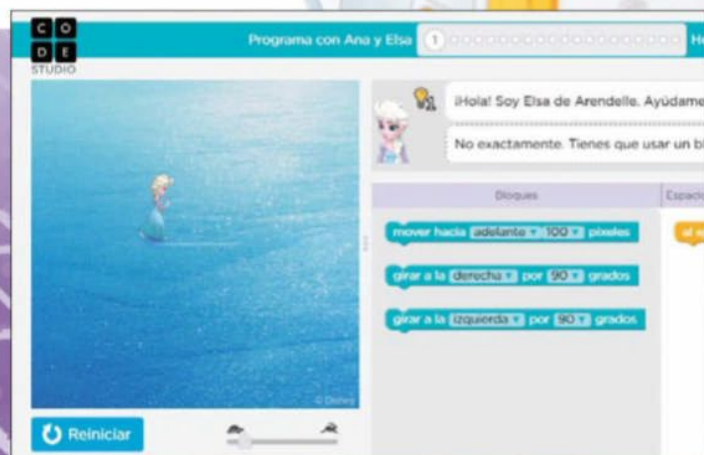 CODE
STUDIO
Programa con Ana y Elsa 1
¡Hola! Soy Elsa de Arendelle. Ayúdame
No exactamente. Tienes que usar un
Bloques
mover hacia adelante 100 píxeles
girar a la derecha por 90 grados
girar a la izquierda por 90 grados
© Disney
Reiniciar